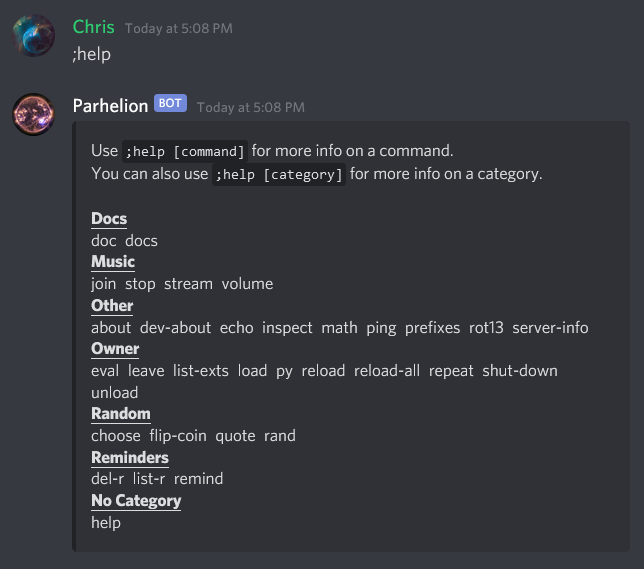 Chris Today at 5:08 PM
;help
Parhelion BOT Today at 5:08 PM
Use ;help [command] for more info on a command.
You can also use ;help [category] for more info on a category.
Docs
doc docs
Music
join stop stream volume
Other
about dev-about echo inspect math ping prefixes rot13 server-info
Owner
eval leave list-exts load py reload reload-all repeat shut-down
unload
Random
choose flip-coin quote rand
Reminders
del-r list-r remind
No Category
help